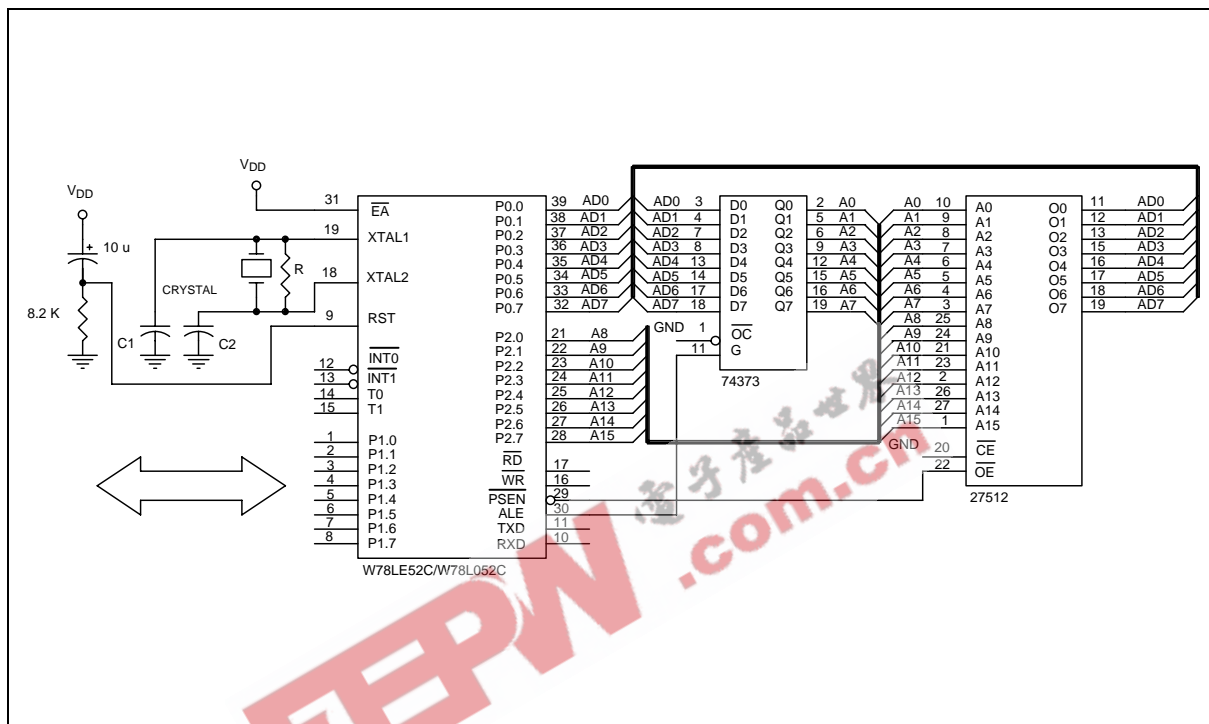 VDD
VDD
10 u
+
8.2 K
C1
C2
CRYSTAL
R
31 EA
19 XTAL1
18 XTAL2
9 RST
12 INT0
13 INT1
14 T0
15 T1
1 P1.0
2 P1.1
3 P1.2
4 P1.3
5 P1.4
6 P1.5
7 P1.6
8 P1.7
P0.0 39 AD0
P0.1 38 AD1
P0.2 37 AD2
P0.3 36 AD3
P0.4 35 AD4
P0.5 34 AD5
P0.6 33 AD6
P0.7 32 AD7
P2.0 21 A8
P2.1 22 A9
P2.2 23 A10
P2.3 24 A11
P2.4 25 A12
P2.5 26 A13
P2.6 27 A14
P2.7 28 A15
RD 17
WR 16
PSEN 29
ALE 30
TXD 11
RXD 10
W78LE52C/W78L052C
AD0 3 D0 Q0 2 A0
AD1 4 D1 Q1 5 A1
AD2 7 D2 Q2 6 A2
AD3 8 D3 Q3 9 A3
AD4 13 D4 Q4 12 A4
AD5 14 D5 Q5 15 A5
AD6 17 D6 Q6 16 A6
AD7 18 D7 Q7 19 A7
GND 1 OC
11 G
74373
A0 10 A0 O0 11 AD0
A1 9 A1 O1 12 AD1
A2 8 A2 O2 13 AD2
A3 7 A3 O3 15 AD3
A4 6 A4 O4 16 AD4
A5 5 A5 O5 17 AD5
A6 4 A6 O6 18 AD6
A7 3 A7 O7 19 AD7
A8 25 A8
A9 24 A9
A10 21 A10
A11 23 A11
A12 2 A12
A13 26 A13
A14 27 A14
A15 1 A15
GND 20 CE
22 OE
27512
電子產品世界
EEPW.com.cn